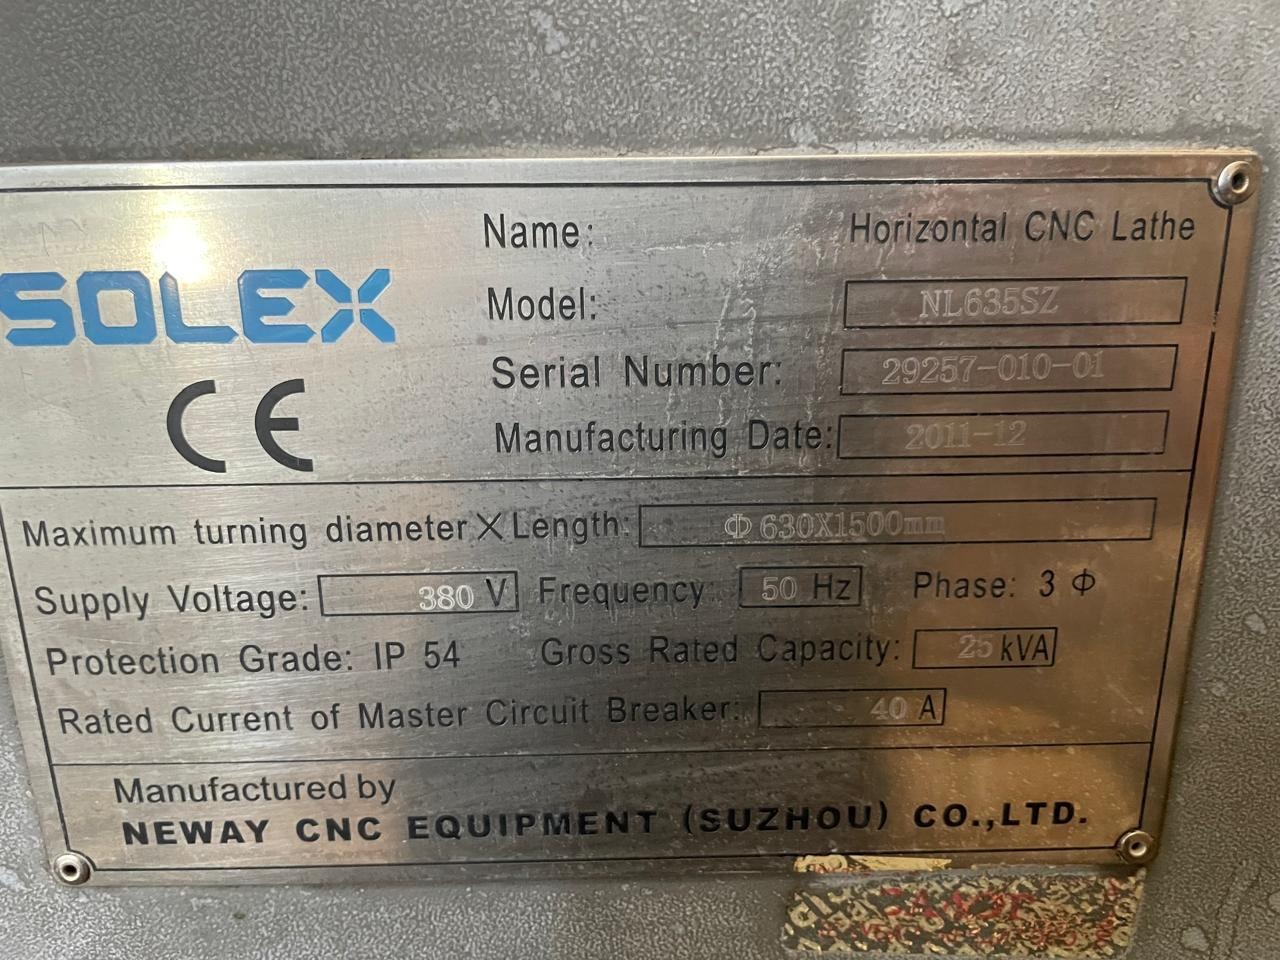 SOLEX
CE
Name: Horizontal CNC Lathe
Model: NL635SZ
Serial Number: 29257-010-01
Manufacturing Date: 2011-12
Maximum turning diameter X Length: Φ 630X1500mm
Supply Voltage: 380 V Frequency: 50 Hz Phase: 3 Φ
Protection Grade: IP 54 Gross Rated Capacity: 25 kVA
Rated Current of Master Circuit Breaker: 40 A
Manufactured by
NEWAY CNC EQUIPMENT (SUZHOU) CO.,LTD.